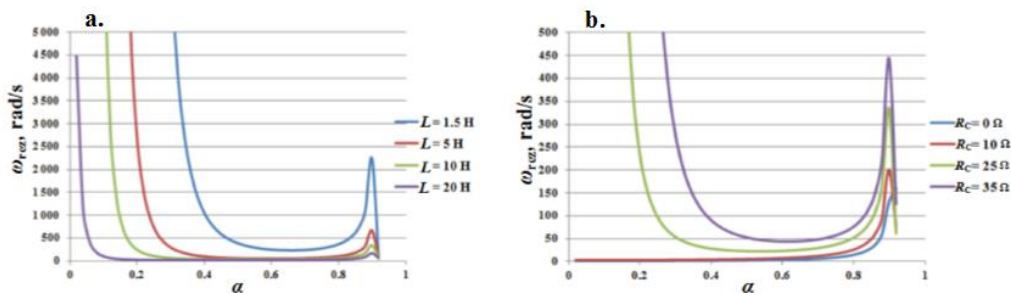 a.
5 000
4 500
4 000
3 500
3 000
2 500
2 000
1 500
1 000
500
0
0
0.2
0.4
0.6
0.8
1
ωrez, rad/s
α
L = 1.5 H
L = 5 H
L = 10 H
L = 20 H
b.
500
450
400
350
300
250
200
150
100
50
0
0
0.2
0.4
0.6
0.8
1
ωrez, rad/s
α
RC = 0 Ω
RC = 10 Ω
RC = 25 Ω
RC = 35 Ω